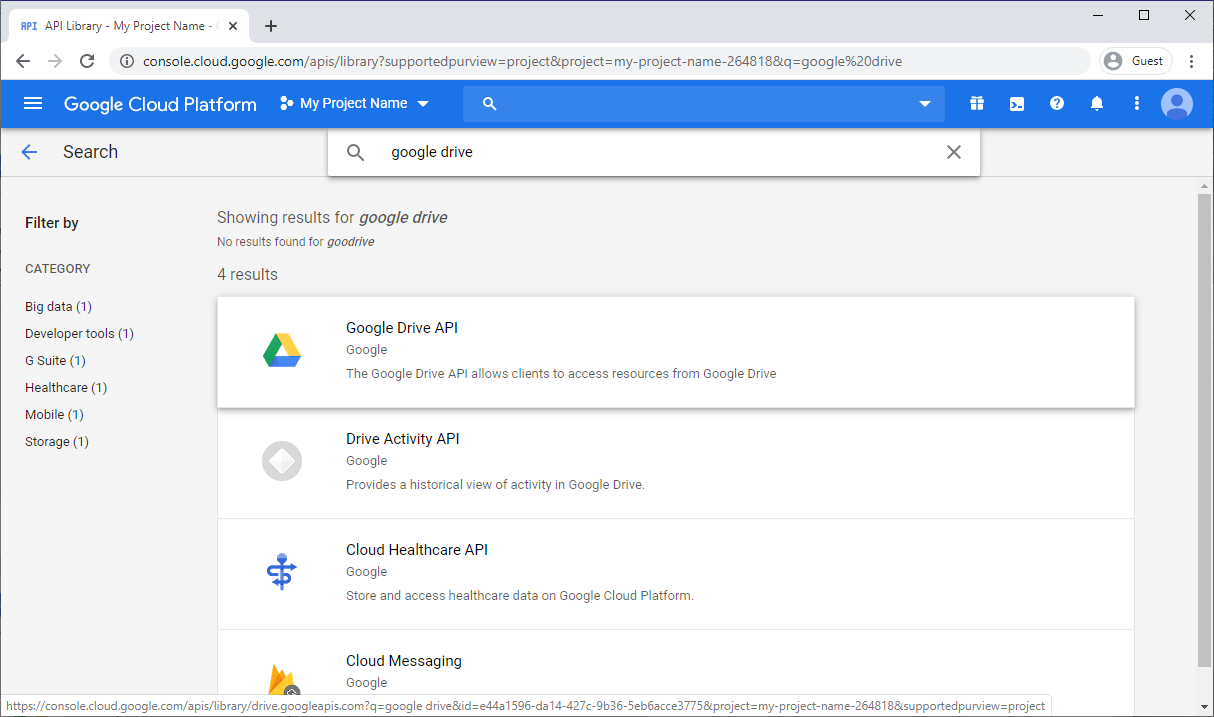 API API Library - My Project Name -
console.cloud.google.com/apis/library?supportedpurview=project&project=my-project-name-264818&q=google%20drive
Guest
Google Cloud Platform
My Project Name
Search
google drive
Filter by
CATEGORY
Big data (1)
Developer tools (1)
G Suite (1)
Healthcare (1)
Mobile (1)
Storage (1)
Showing results for google drive
No results found for goodrive
4 results
Google Drive API
Google
The Google Drive API allows clients to access resources from Google Drive
Drive Activity API
Google
Provides a historical view of activity in Google Drive.
Cloud Healthcare API
Google
Store and access healthcare data on Google Cloud Platform.
Cloud Messaging
Google
https://console.cloud.google.com/apis/library/drive.googleapis.com?q=google drive&id=e44a1596-da14-427c-9b36-5eb6acce3775&project=my-project-name-264818&supportedpurview=project